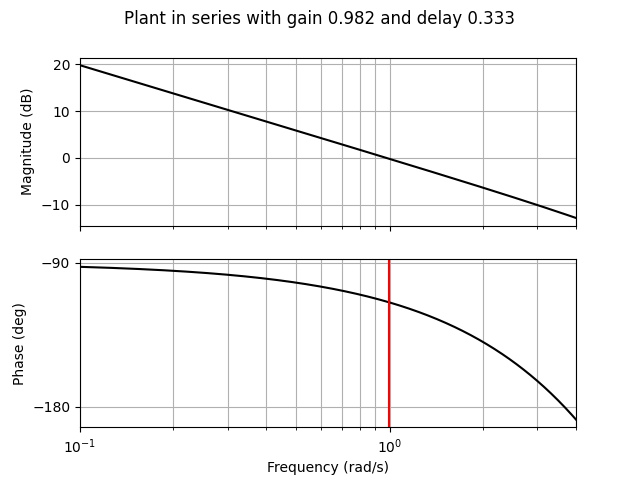 Plant in series with gain 0.982 and delay 0.333
20
10
0
−10
Magnitude (dB)
−90
−180
Phase (deg)
10⁻¹
10⁰
Frequency (rad/s)